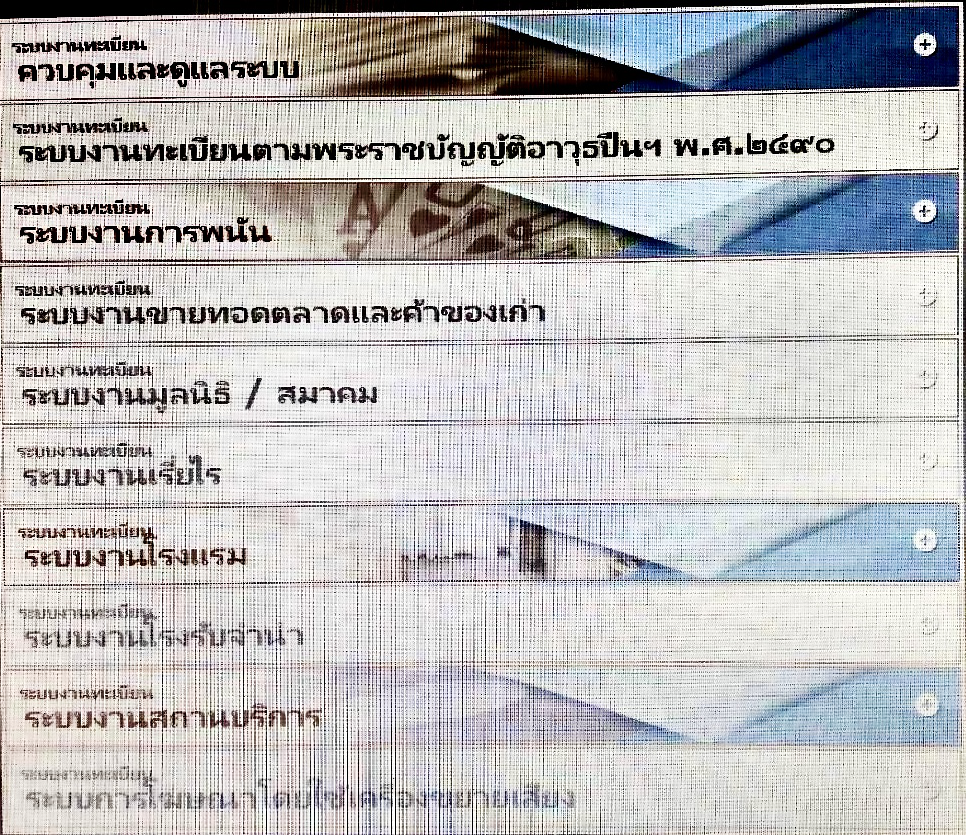 ระบบงานทะเบียน
ควบคุมและดูแลระบบ
ระบบงานทะเบียน
ระบบงานทะเบียนตามพระราชบัญญัติอาวุธปืนฯ พ.ศ.๒๔๙๐
ระบบงานทะเบียน
ระบบงานการพนัน
ระบบงานทะเบียน
ระบบงานขายทอดตลาดและค้าของเก่า
ระบบงานทะเบียน
ระบบงานมูลนิธิ / สมาคม
ระบบงานทะเบียน
ระบบงานเรี่ยไร
ระบบงานทะเบียน
ระบบงานโรงแรม
ระบบงานทะเบียน
ระบบงานโรงรับจำนำ
ระบบงานทะเบียน
ระบบงานสถานบริการ
ระบบงานทะเบียน
ระบบการโฆษณาโดยใช้เครื่องขยายเสียง